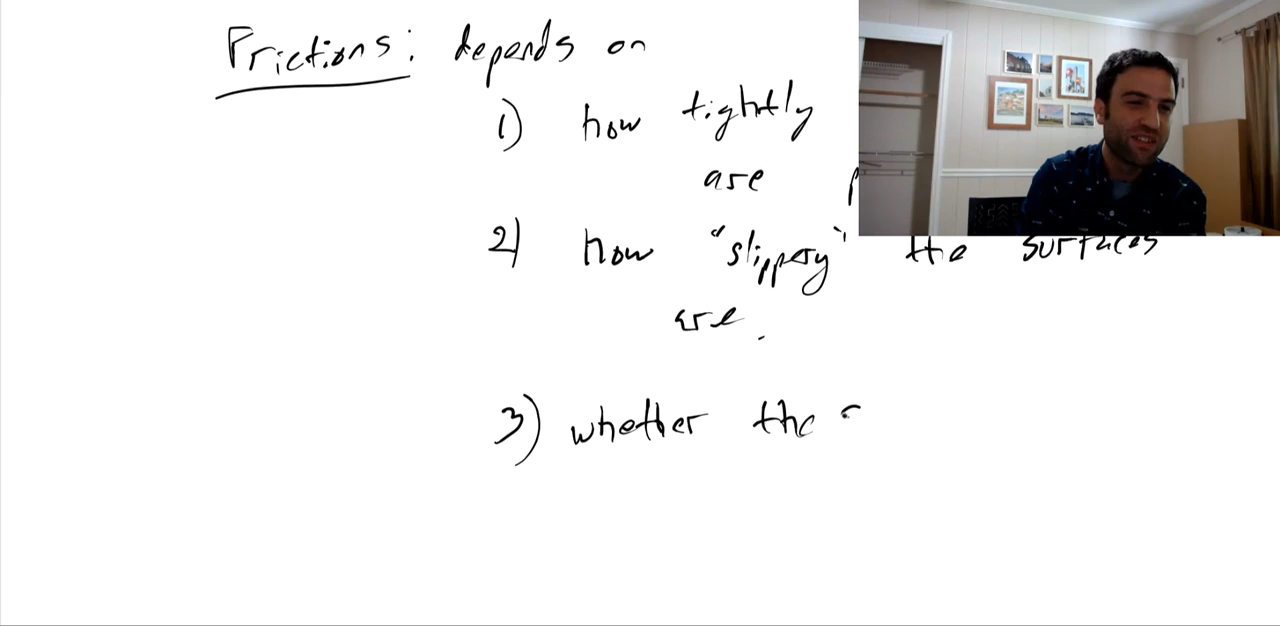 Frictions: depends on
1) how tightly
are
2) how "slippery" the surfaces
are.
3) whether the